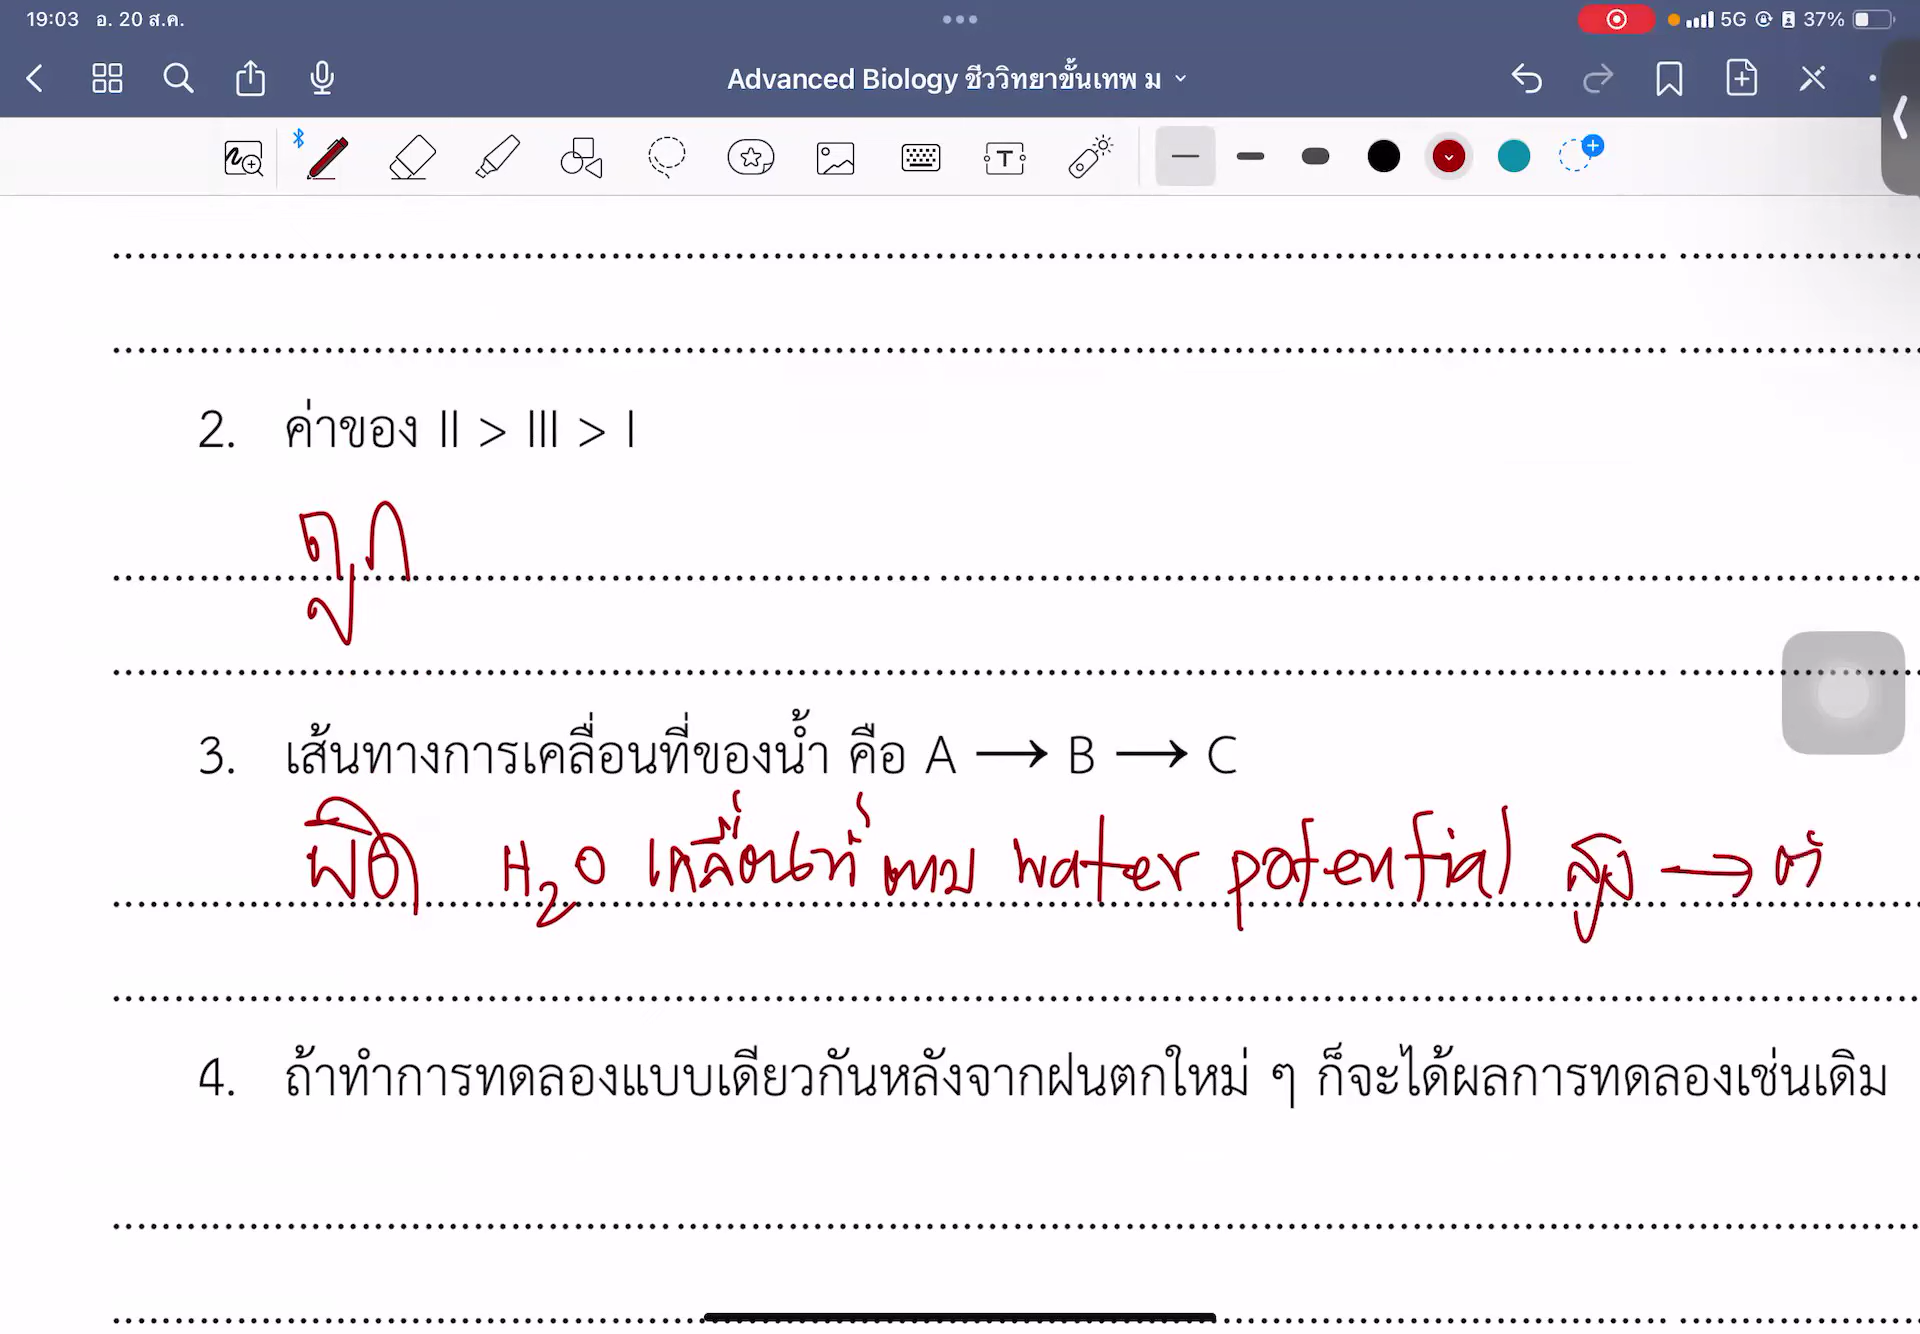 19:03 อ. 20 ส.ค. 5G 37%
Advanced Biology ชีววิทยาขั้นเทพ ม
2. ค่าของ II > III > I
ถูก
3. เส้นทางการเคลื่อนที่ของน้ำ คือ A ⟶ B ⟶ C
ผิด H₂O เคลื่อนที่ ตาม water potential สูง → ต่ำ
4. ถ้าทำการทดลองแบบเดียวกันหลังจากฝนตกใหม่ ๆ ก็จะได้ผลการทดลองเช่นเดิม